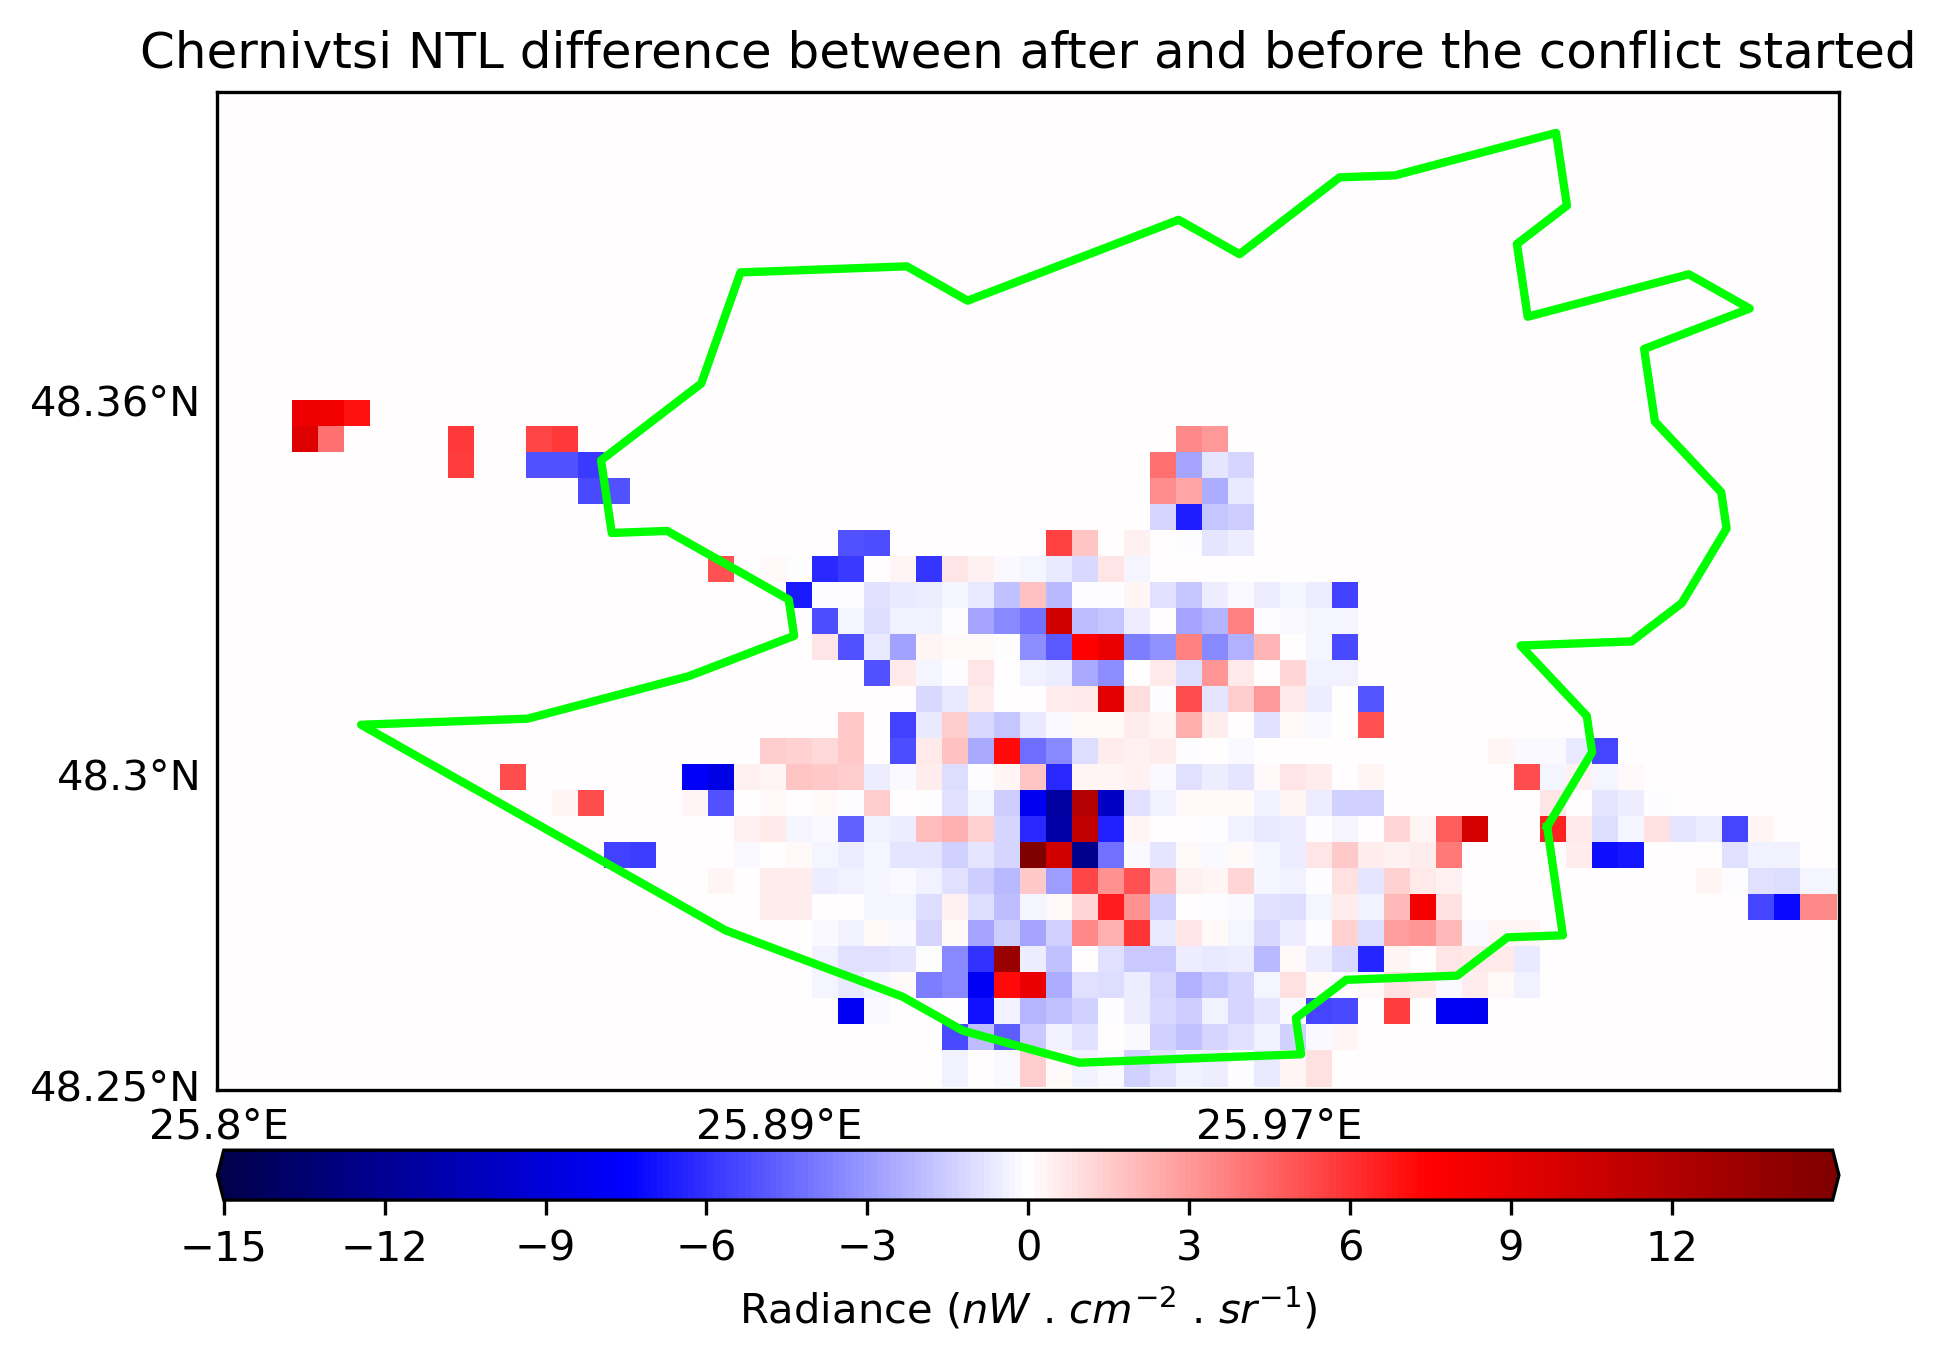 Chernivtsi NTL difference between after and before the conflict started
48.36°N
48.3°N
48.25°N
25.8°E 25.89°E 25.97°E
−15 −12 −9 −6 −3 0 3 6 9 12
Radiance (nW . cm⁻² . sr⁻¹)